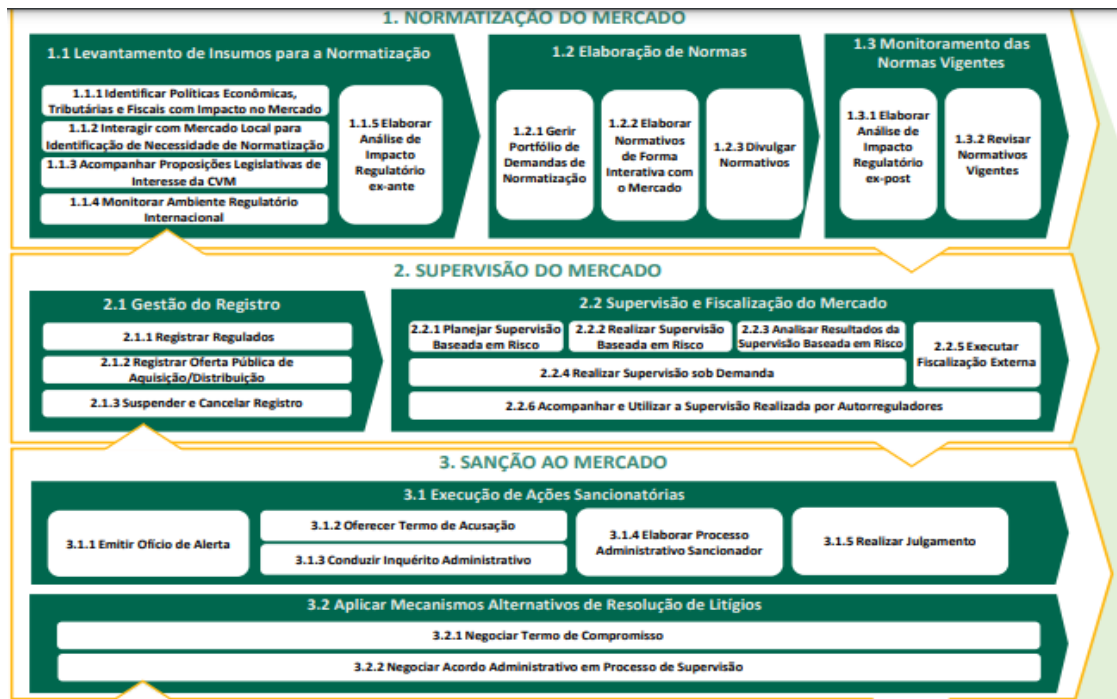 1. NORMATIZAÇÃO DO MERCADO
1.1 Levantamento de Insumos para a Normatização
1.1.1 Identificar Políticas Econômicas,
Tributárias e Fiscais com Impacto no Mercado
1.1.2 Interagir com Mercado Local para
Identificação de Necessidade de Normatização
1.1.3 Acompanhar Proposições Legislativas de
Interesse da CVM
1.1.4 Monitorar Ambiente Regulatório
Internacional
1.1.5 Elaborar
Análise de
Impacto
Regulatório
ex-ante
1.2 Elaboração de Normas
1.2.1 Gerir
Portfólio de
Demandas de
Normatização
1.2.2 Elaborar
Normativos
de Forma
Interativa com
o Mercado
1.2.3 Divulgar
Normativos
1.3 Monitoramento das
Normas Vigentes
1.3.1 Elaborar
Análise de
Impacto
Regulatório
ex-post
1.3.2 Revisar
Normativos
Vigentes
2. SUPERVISÃO DO MERCADO
2.1 Gestão do Registro
2.1.1 Registrar Regulados
2.1.2 Registrar Oferta Pública de
Aquisição/Distribuição
2.1.3 Suspender e Cancelar Registro
2.2 Supervisão e Fiscalização do Mercado
2.2.1 Planejar Supervisão
Baseada em Risco
2.2.2 Realizar Supervisão
Baseada em Risco
2.2.3 Analisar Resultados da
Supervisão Baseada em Risco
2.2.4 Realizar Supervisão sob Demanda
2.2.5 Executar
Fiscalização Externa
2.2.6 Acompanhar e Utilizar a Supervisão Realizada por Autorreguladores
3. SANÇÃO AO MERCADO
3.1 Execução de Ações Sancionatórias
3.1.1 Emitir Ofício de Alerta
3.1.2 Oferecer Termo de Acusação
3.1.3 Conduzir Inquérito Administrativo
3.1.4 Elaborar Processo
Administrativo Sancionador
3.1.5 Realizar Julgamento
3.2 Aplicar Mecanismos Alternativos de Resolução de Litígios
3.2.1 Negociar Termo de Compromisso
3.2.2 Negociar Acordo Administrativo em Processo de Supervisão